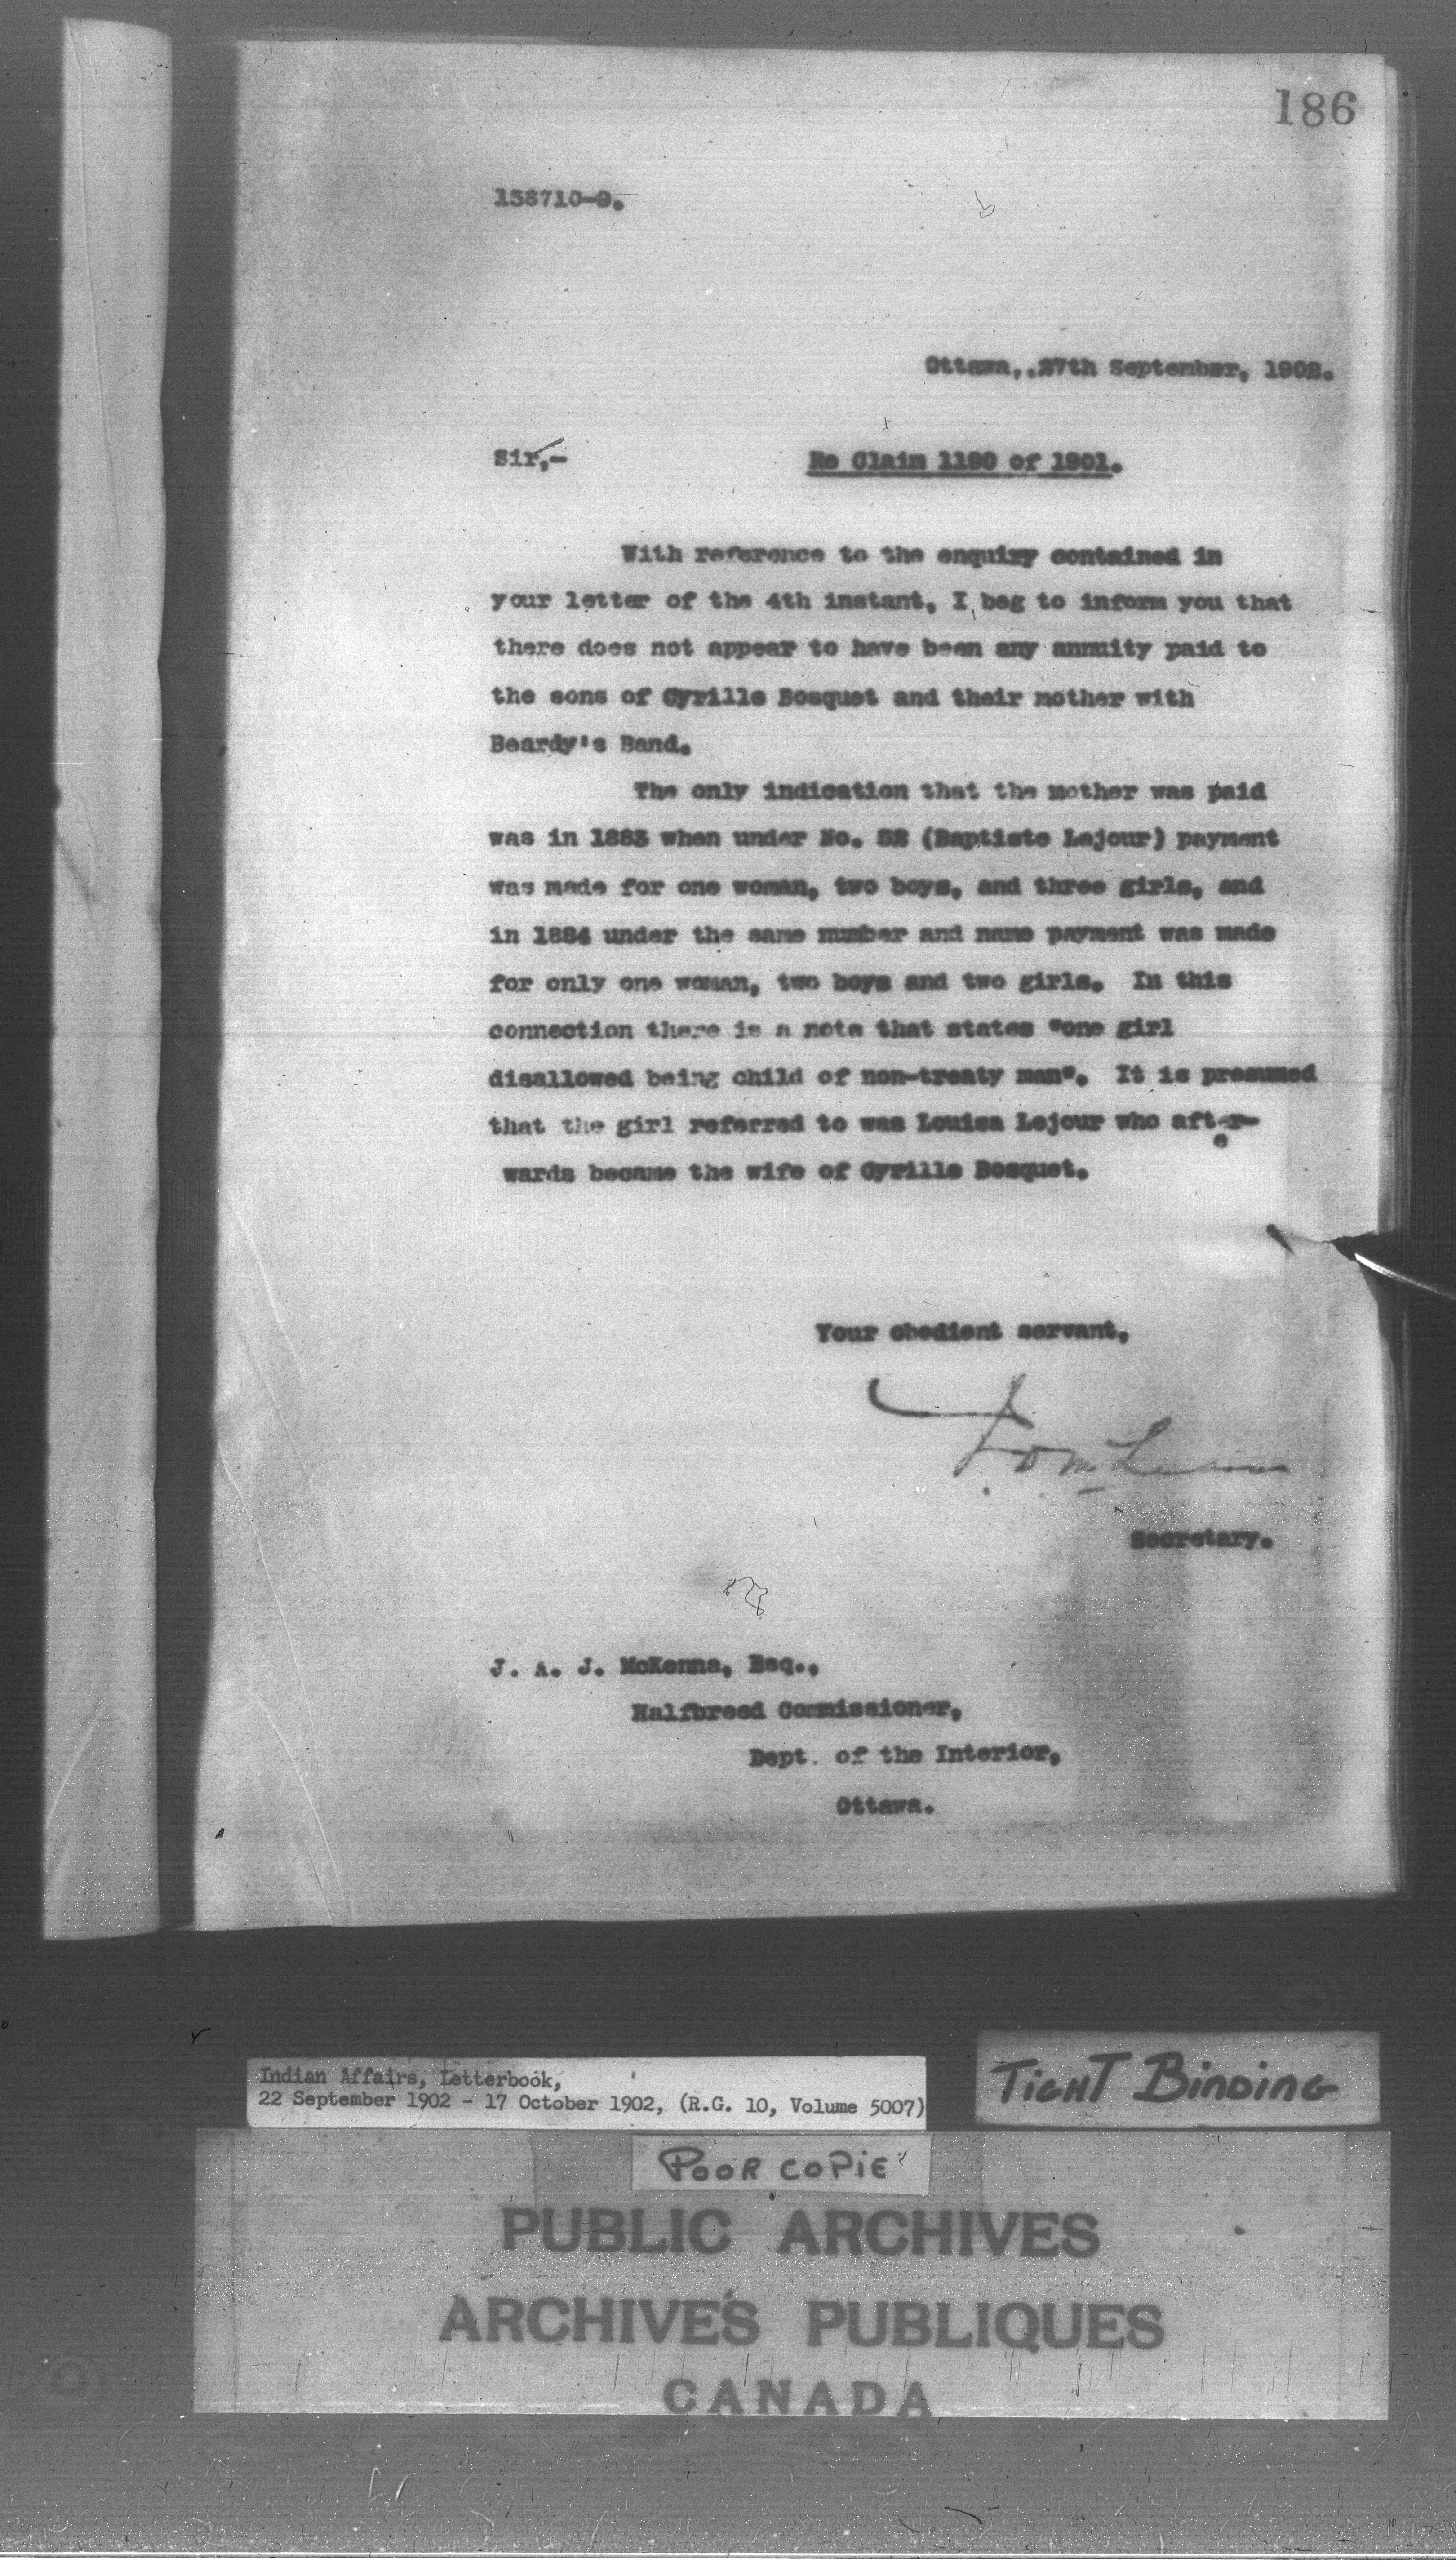 186
158710-9.
Ottawa,.27th September, 1902.
Sir,-
Re Claim 1190 of 1901.
With reference to the enquiry contained in
your letter of the 4th instant, I beg to inform you that
there does not appear to have been any annuity paid to
the sons of Cyrille Bosquet and their mother with
Beardy's Band.
The only indication that the mother was paid
was in 1883 when under No. 52 (Baptiste Lejour) payment
was made for one woman, two boys, and three girls, and
in 1884 under the same number and name payment was made
for only one woman, two boys and two girls. In this
connection there is a note that states "one girl
disallowed being child of non-treaty man". It is presumed
that the girl referred to was Louisa Lejour who after-
wards became the wife of Cyrille Bosquet.
Your obedient servant,
J. D. McLean
Secretary.
J. A. J. McKenna, Esq.,
Halfbreed Commissioner,
Dept. of the Interior,
Ottawa.
Indian Affairs, Letterbook,
22 September 1902 - 17 October 1902, (R.G. 10, Volume 5007)
TIGHT BINDING
POOR COPIE
PUBLIC ARCHIVES
ARCHIVES PUBLIQUES
CANADA